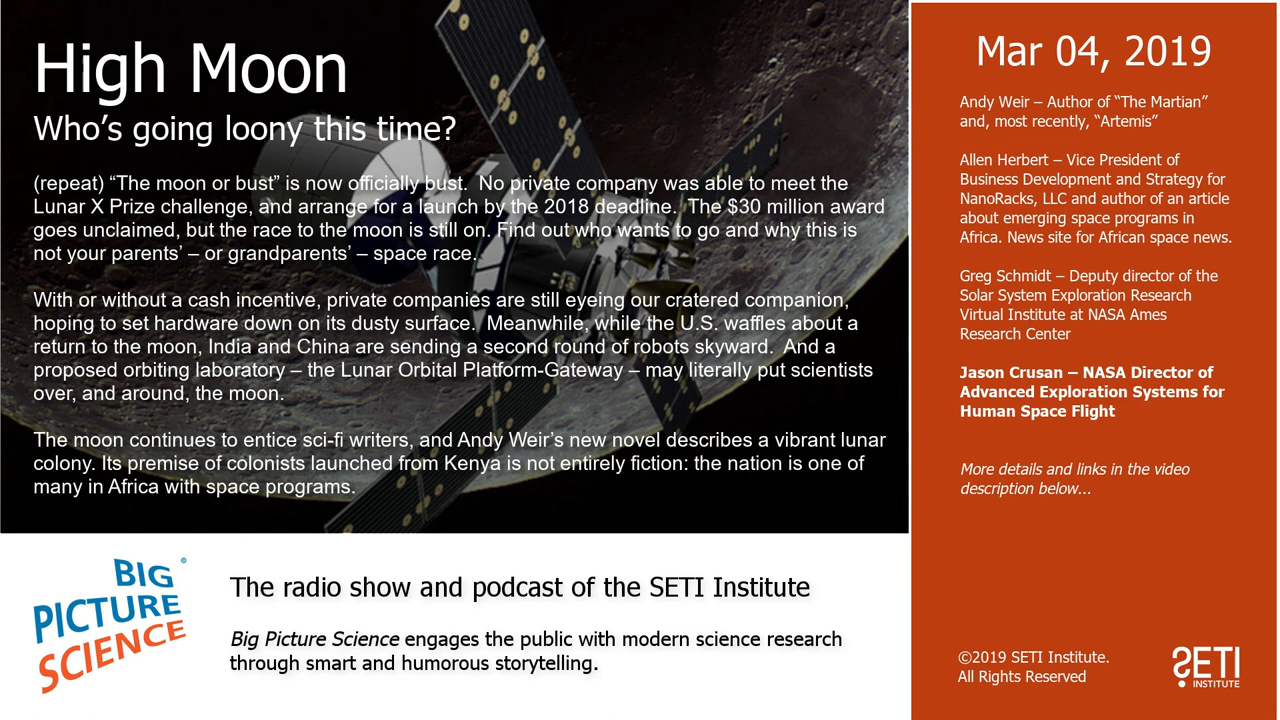 High Moon
Who’s going loony this time?
(repeat) “The moon or bust” is now officially bust.  No private company was able to meet the
Lunar X Prize challenge, and arrange for a launch by the 2018 deadline.  The $30 million award
goes unclaimed, but the race to the moon is still on. Find out who wants to go and why this is
not your parents’ – or grandparents’ – space race.
With or without a cash incentive, private companies are still eyeing our cratered companion,
hoping to set hardware down on its dusty surface.  Meanwhile, while the U.S. waffles about a
return to the moon, India and China are sending a second round of robots skyward.  And a
proposed orbiting laboratory – the Lunar Orbital Platform-Gateway – may literally put scientists
over, and around, the moon.
The moon continues to entice sci-fi writers, and Andy Weir’s new novel describes a vibrant lunar
colony. Its premise of colonists launched from Kenya is not entirely fiction: the nation is one of
many in Africa with space programs.
BIG ®
PICTURE
SCIENCE
The radio show and podcast of the SETI Institute
Big Picture Science engages the public with modern science research
through smart and humorous storytelling.
Mar 04, 2019
Andy Weir – Author of “The Martian”
and, most recently, “Artemis”
Allen Herbert – Vice President of
Business Development and Strategy for
NanoRacks, LLC and author of an article
about emerging space programs in
Africa. News site for African space news.
Greg Schmidt – Deputy director of the
Solar System Exploration Research
Virtual Institute at NASA Ames
Research Center
Jason Crusan – NASA Director of
Advanced Exploration Systems for
Human Space Flight
More details and links in the video
description below...
©2019 SETI Institute.
All Rights Reserved
SETI
INSTITUTE